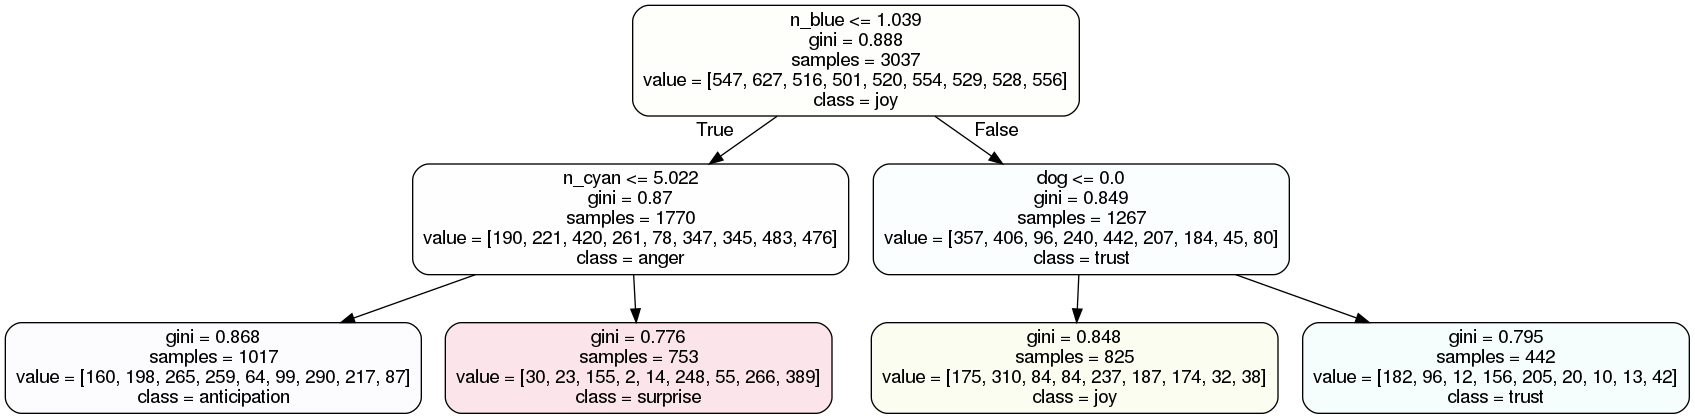 n_blue <= 1.039
gini = 0.888
samples = 3037
value = [547, 627, 516, 501, 520, 554, 529, 528, 556]
class = joy
True
False
n_cyan <= 5.022
gini = 0.87
samples = 1770
value = [190, 221, 420, 261, 78, 347, 345, 483, 476]
class = anger
dog <= 0.0
gini = 0.849
samples = 1267
value = [357, 406, 96, 240, 442, 207, 184, 45, 80]
class = trust
gini = 0.868
samples = 1017
value = [160, 198, 265, 259, 64, 99, 290, 217, 87]
class = anticipation
gini = 0.776
samples = 753
value = [30, 23, 155, 2, 14, 248, 55, 266, 389]
class = surprise
gini = 0.848
samples = 825
value = [175, 310, 84, 84, 237, 187, 174, 32, 38]
class = joy
gini = 0.795
samples = 442
value = [182, 96, 12, 156, 205, 20, 10, 13, 42]
class = trust